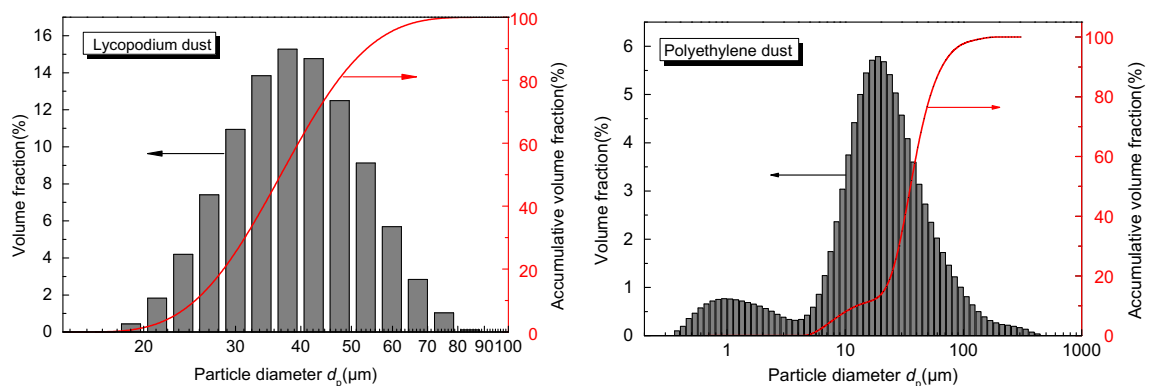 Lycopodium dust
Volume fraction(%)
16
14
12
10
8
6
4
2
0
20 30 40 50 60 70 80 90 100
Particle diameter dp(μm)
100
80
60
40
20
0
Accumulative volume fraction(%)
Polyethylene dust
Volume fraction(%)
6
5
4
3
2
1
0
1 10 100 1000
Particle diameter dp(μm)
100
80
60
40
20
0
Accumulative volume fraction(%)